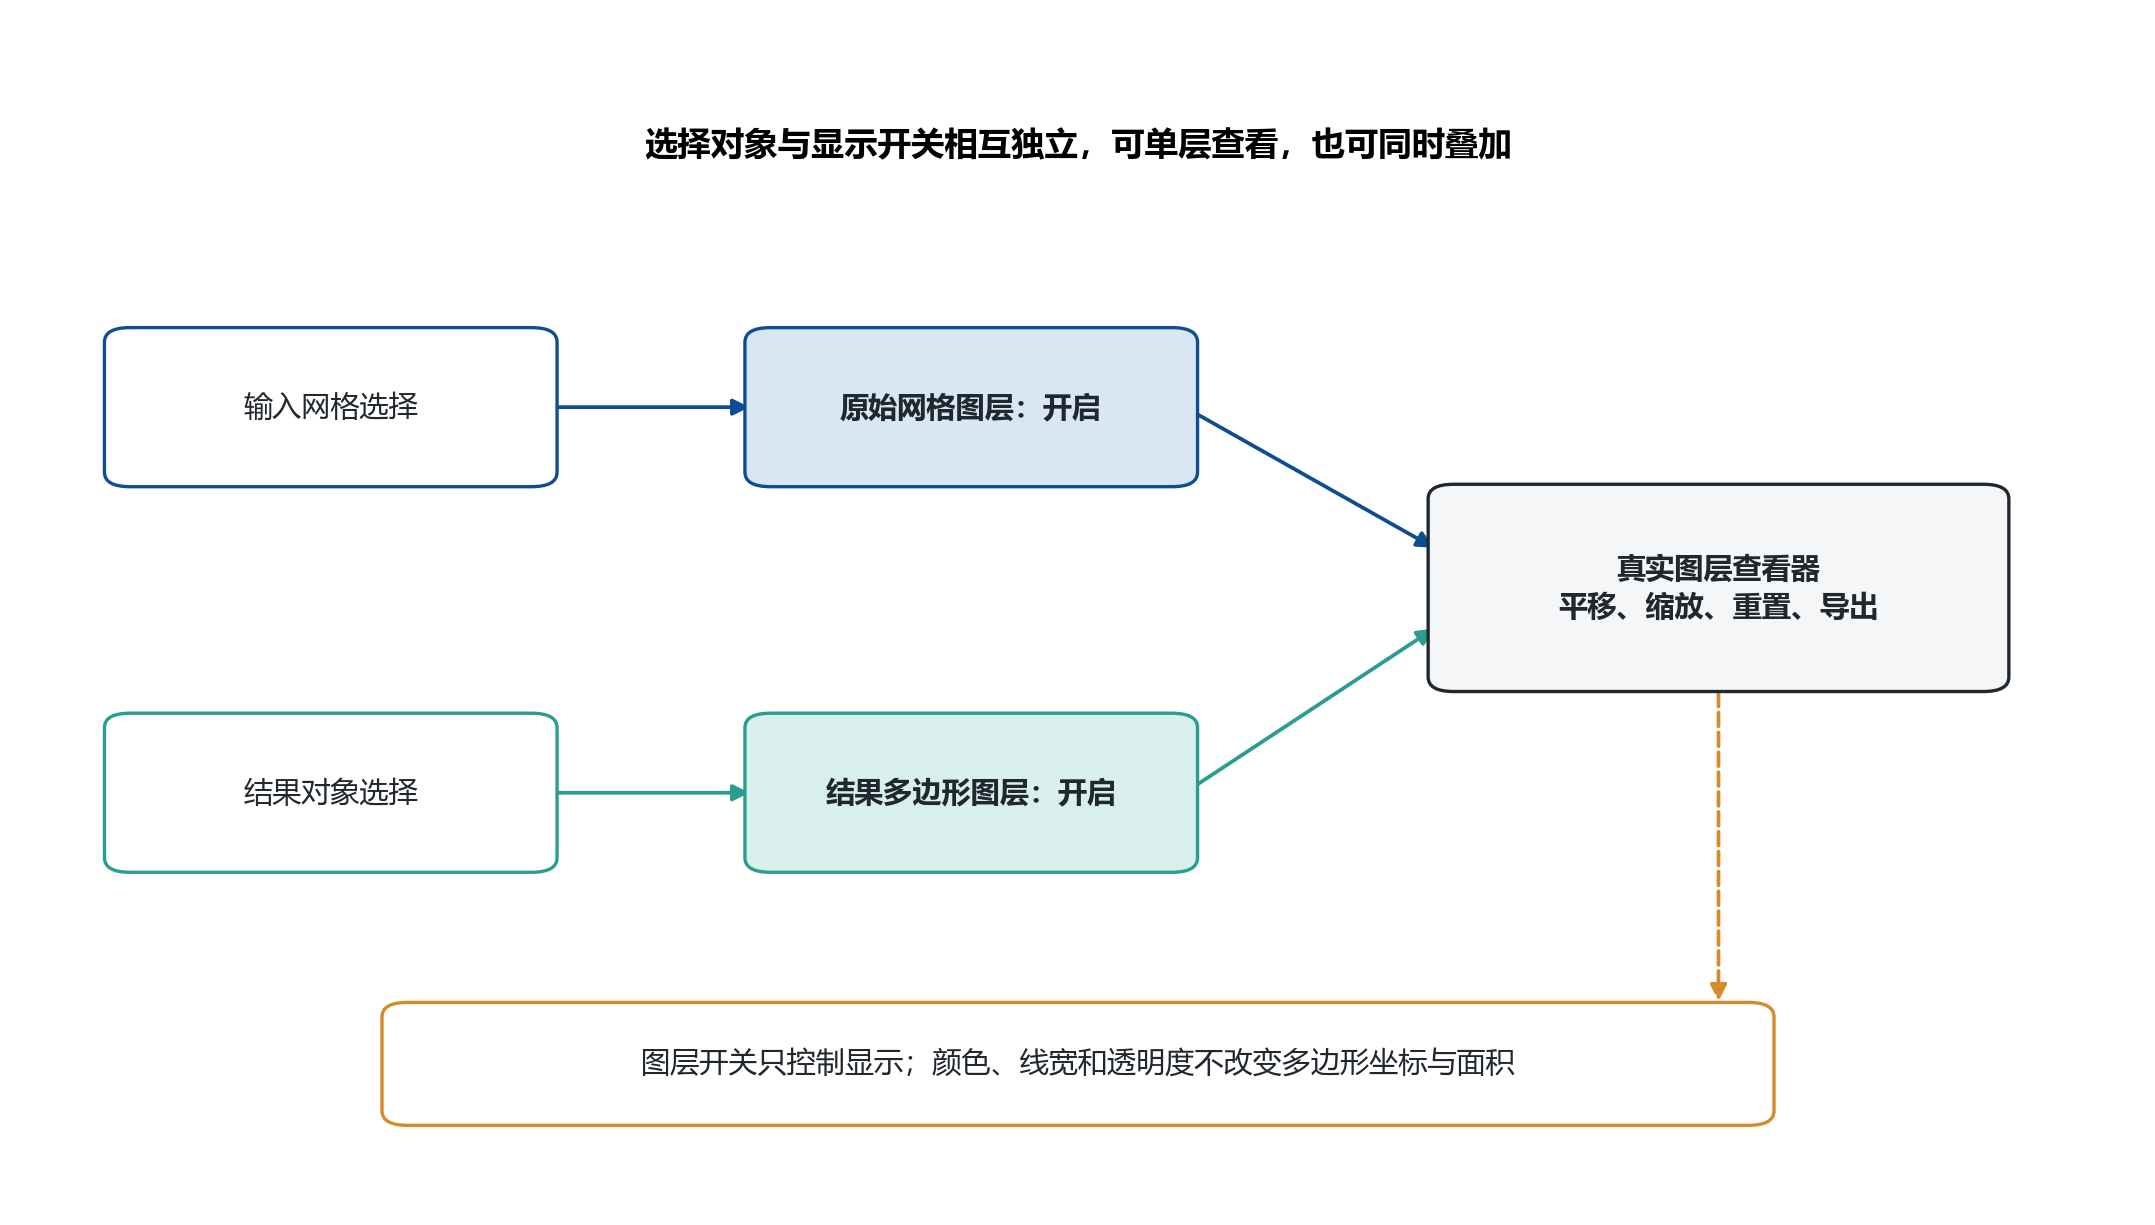 选择对象与显示开关相互独立，可单层查看，也可同时叠加
输入网格选择
原始网格图层：开启
真实图层查看器
平移、缩放、重置、导出
结果对象选择
结果多边形图层：开启
图层开关只控制显示；颜色、线宽和透明度不改变多边形坐标与面积